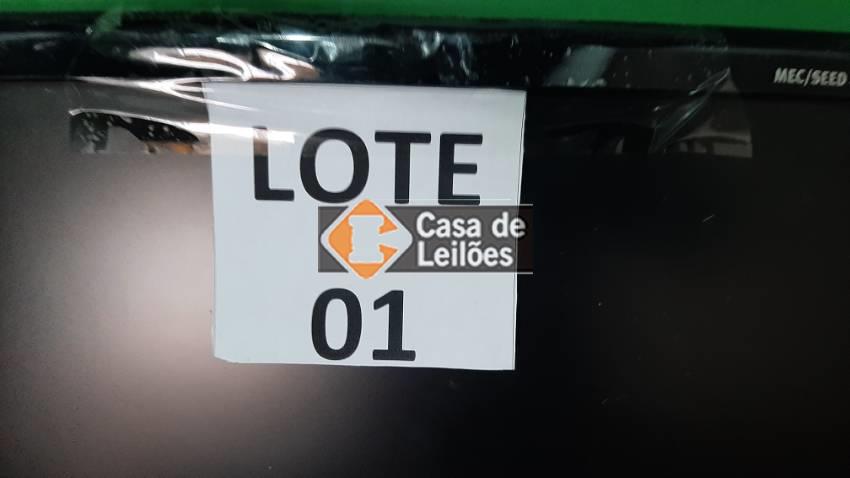 MEC/SEED
LOTE
Casa de
Leilões
01